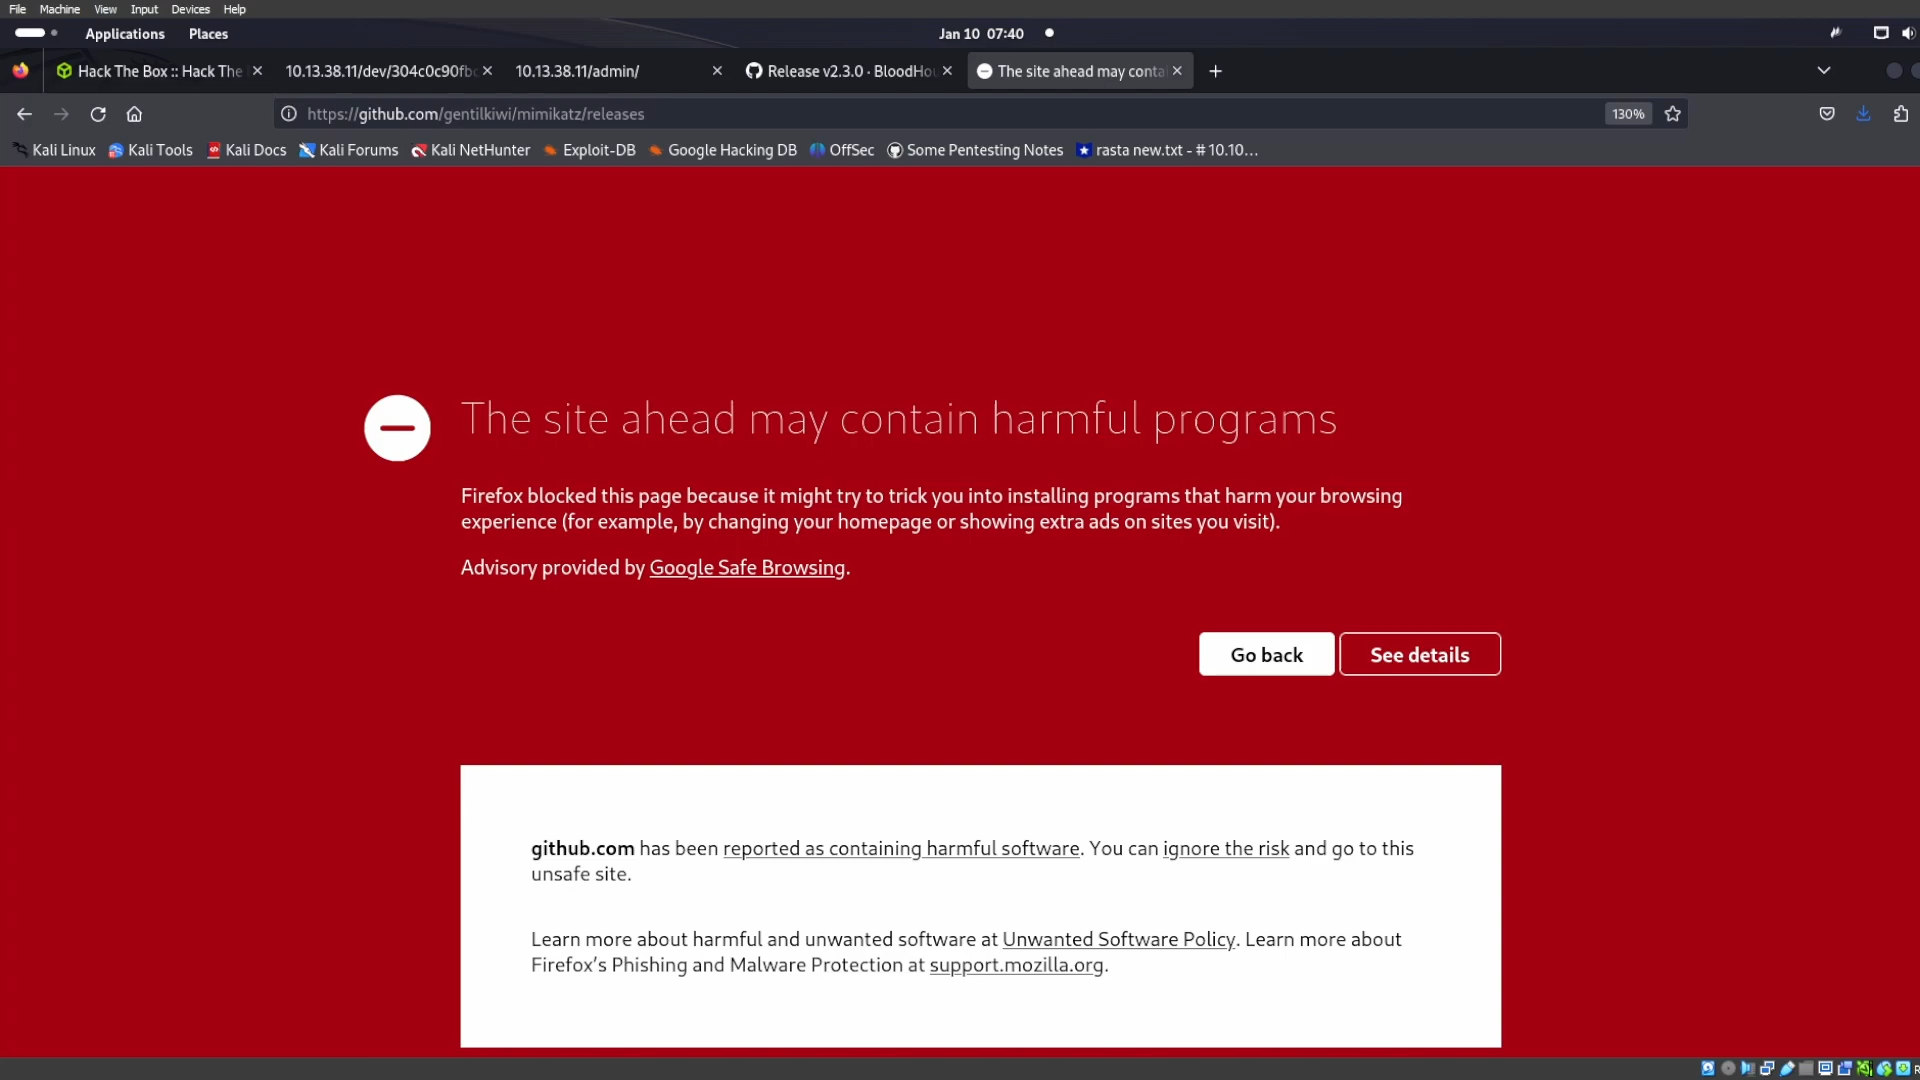 File Machine View Input Devices Help
Applications Places Jan 10 07:40
Hack The Box :: Hack The 10.13.38.11/dev/304c0c90fb 10.13.38.11/admin/ Release v2.3.0 · BloodHou The site ahead may conta
https://github.com/gentilkiwi/mimikatz/releases 130%
Kali Linux Kali Tools Kali Docs Kali Forums Kali NetHunter Exploit-DB Google Hacking DB OffSec Some Pentesting Notes rasta new.txt - # 10.10…
The site ahead may contain harmful programs
Firefox blocked this page because it might try to trick you into installing programs that harm your browsing
experience (for example, by changing your homepage or showing extra ads on sites you visit).
Advisory provided by Google Safe Browsing.
Go back See details
github.com has been reported as containing harmful software. You can ignore the risk and go to this
unsafe site.
Learn more about harmful and unwanted software at Unwanted Software Policy. Learn more about
Firefox’s Phishing and Malware Protection at support.mozilla.org.